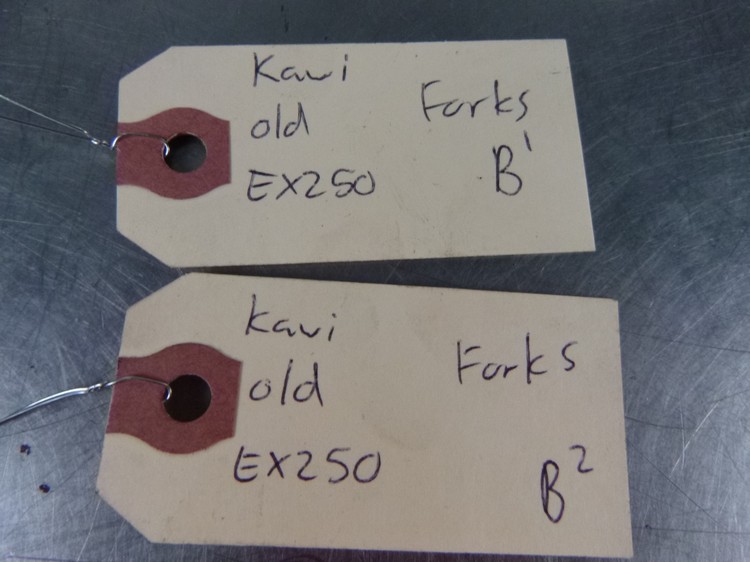 Kawi
old
EX250
Forks
B1
Kawi
old
EX250
Forks
B2